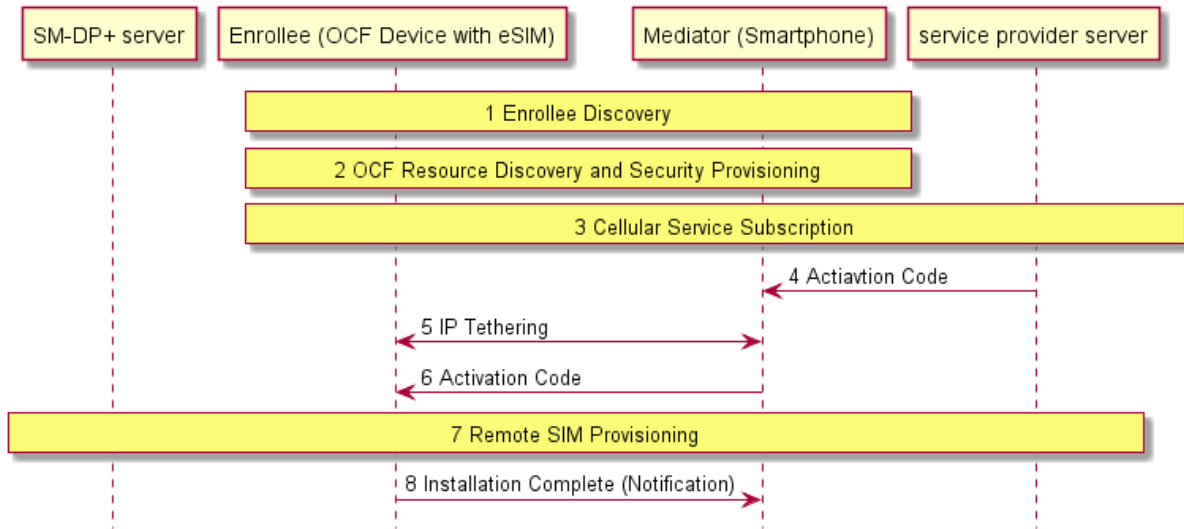 SM-DP+ server
Enrollee (OCF Device with eSIM)
Mediator (Smartphone)
service provider server
1 Enrollee Discovery
2 OCF Resource Discovery and Security Provisioning
3 Cellular Service Subscription
4 Actiavtion Code
5 IP Tethering
6 Activation Code
7 Remote SIM Provisioning
8 Installation Complete (Notification)